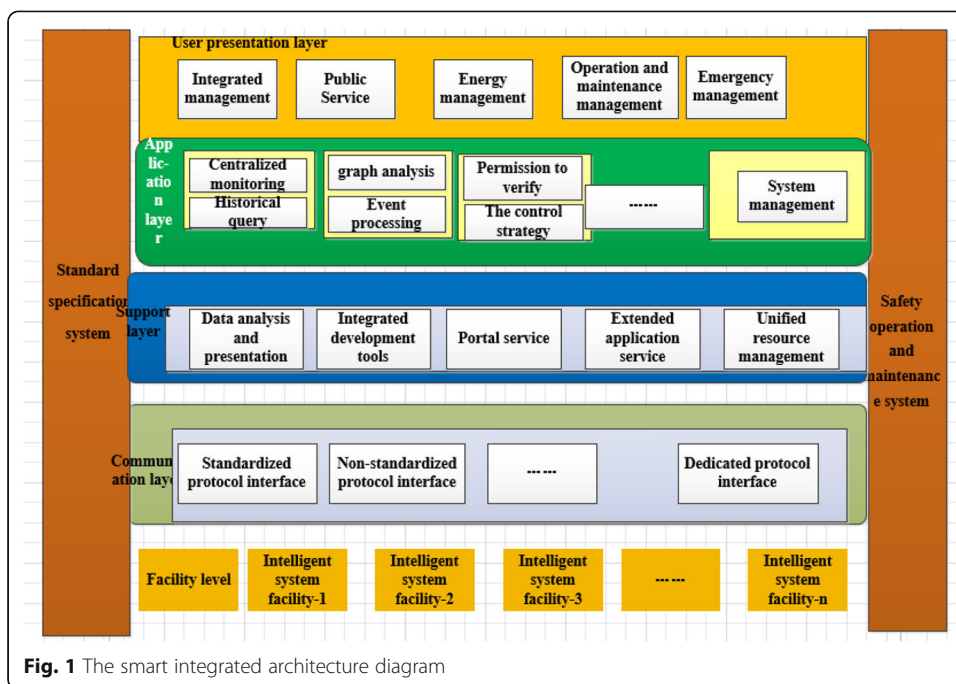 User presentation layer
Integrated
management
Public
Service
Energy
management
Operation and
maintenance
management
Emergency
management
App
lic-
atio
n
laye
r
Centralized
monitoring
Historical
query
graph analysis
Event
processing
Permission to
verify
The control
strategy
------
System
management
Standard
specification
system
Support
layer
Data analysis
and
presentation
Integrated
development
tools
Portal service
Extended
application
service
Unified
resource
management
Safety
operation
and
maintenanc
e system
Commun
ation laye
Standardized
protocol interface
Non-standardized
protocol interface
------
Dedicated protocol
interface
Facility level
Intelligent
system
facility-1
Intelligent
system
facility-2
Intelligent
system
facility-3
------
Intelligent
system
facility-n
Fig. 1 The smart integrated architecture diagram